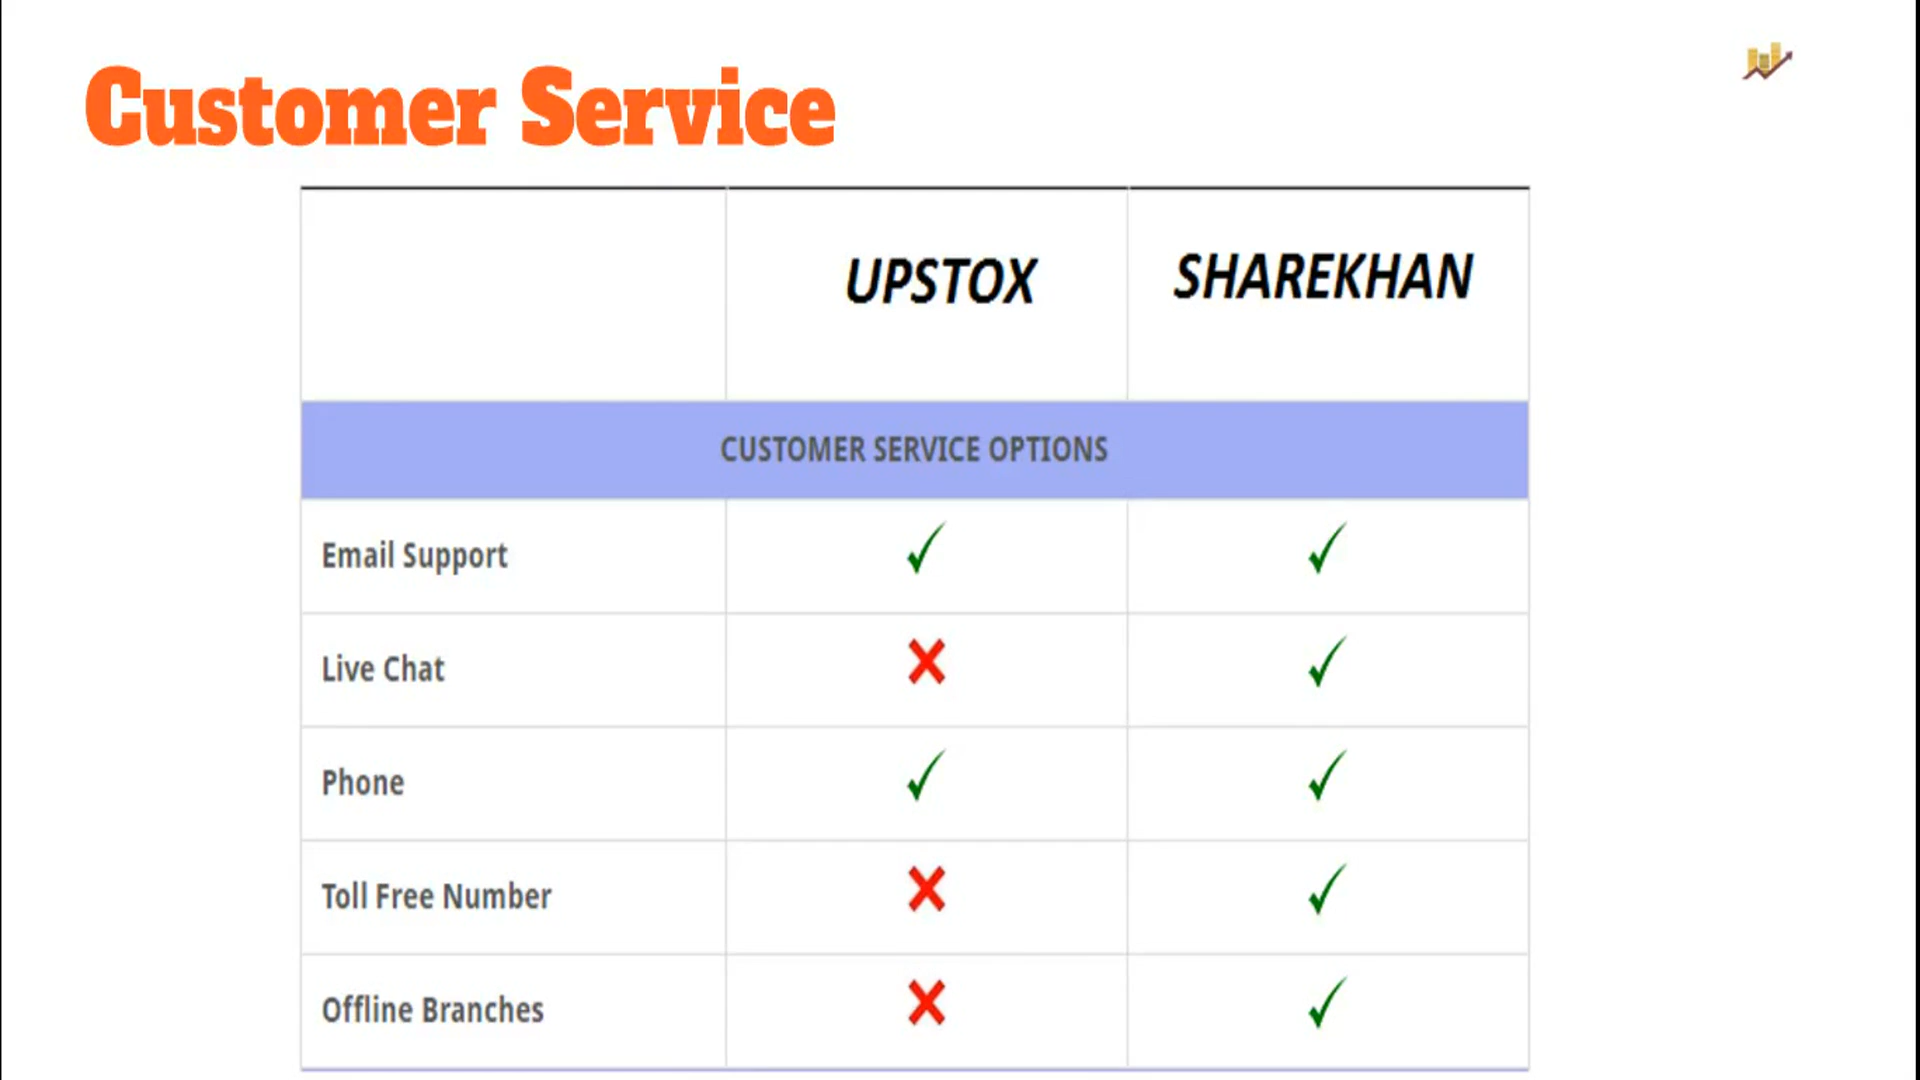 Customer Service
UPSTOX SHAREKHAN
CUSTOMER SERVICE OPTIONS
Email Support
Live Chat
Phone
Toll Free Number
Offline Branches